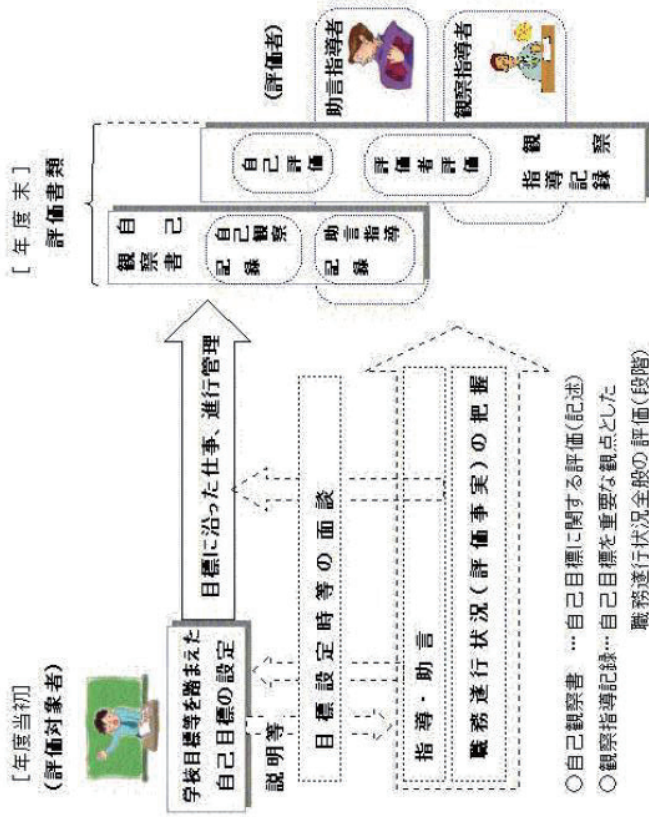 [年度当初]
(評価対象者)
学校目標等を踏まえた
自己目標の設定
説明等
目標に沿った仕事、進行管理
目標設定時等の面談
指導・助言
職務遂行状況(評価事実)の把握
[年度末]
評価書類
自己
観察書
自己観察
記録
助言指導
記録
自己
評価
評価者
評価
観察
指導
記録
(評価者)
助言指導者
観察指導者
○自己観察書 …自己目標に関する評価(記述)
○観察指導記録…自己目標を重要な観点とした
職務遂行状況全般の評価(段階)